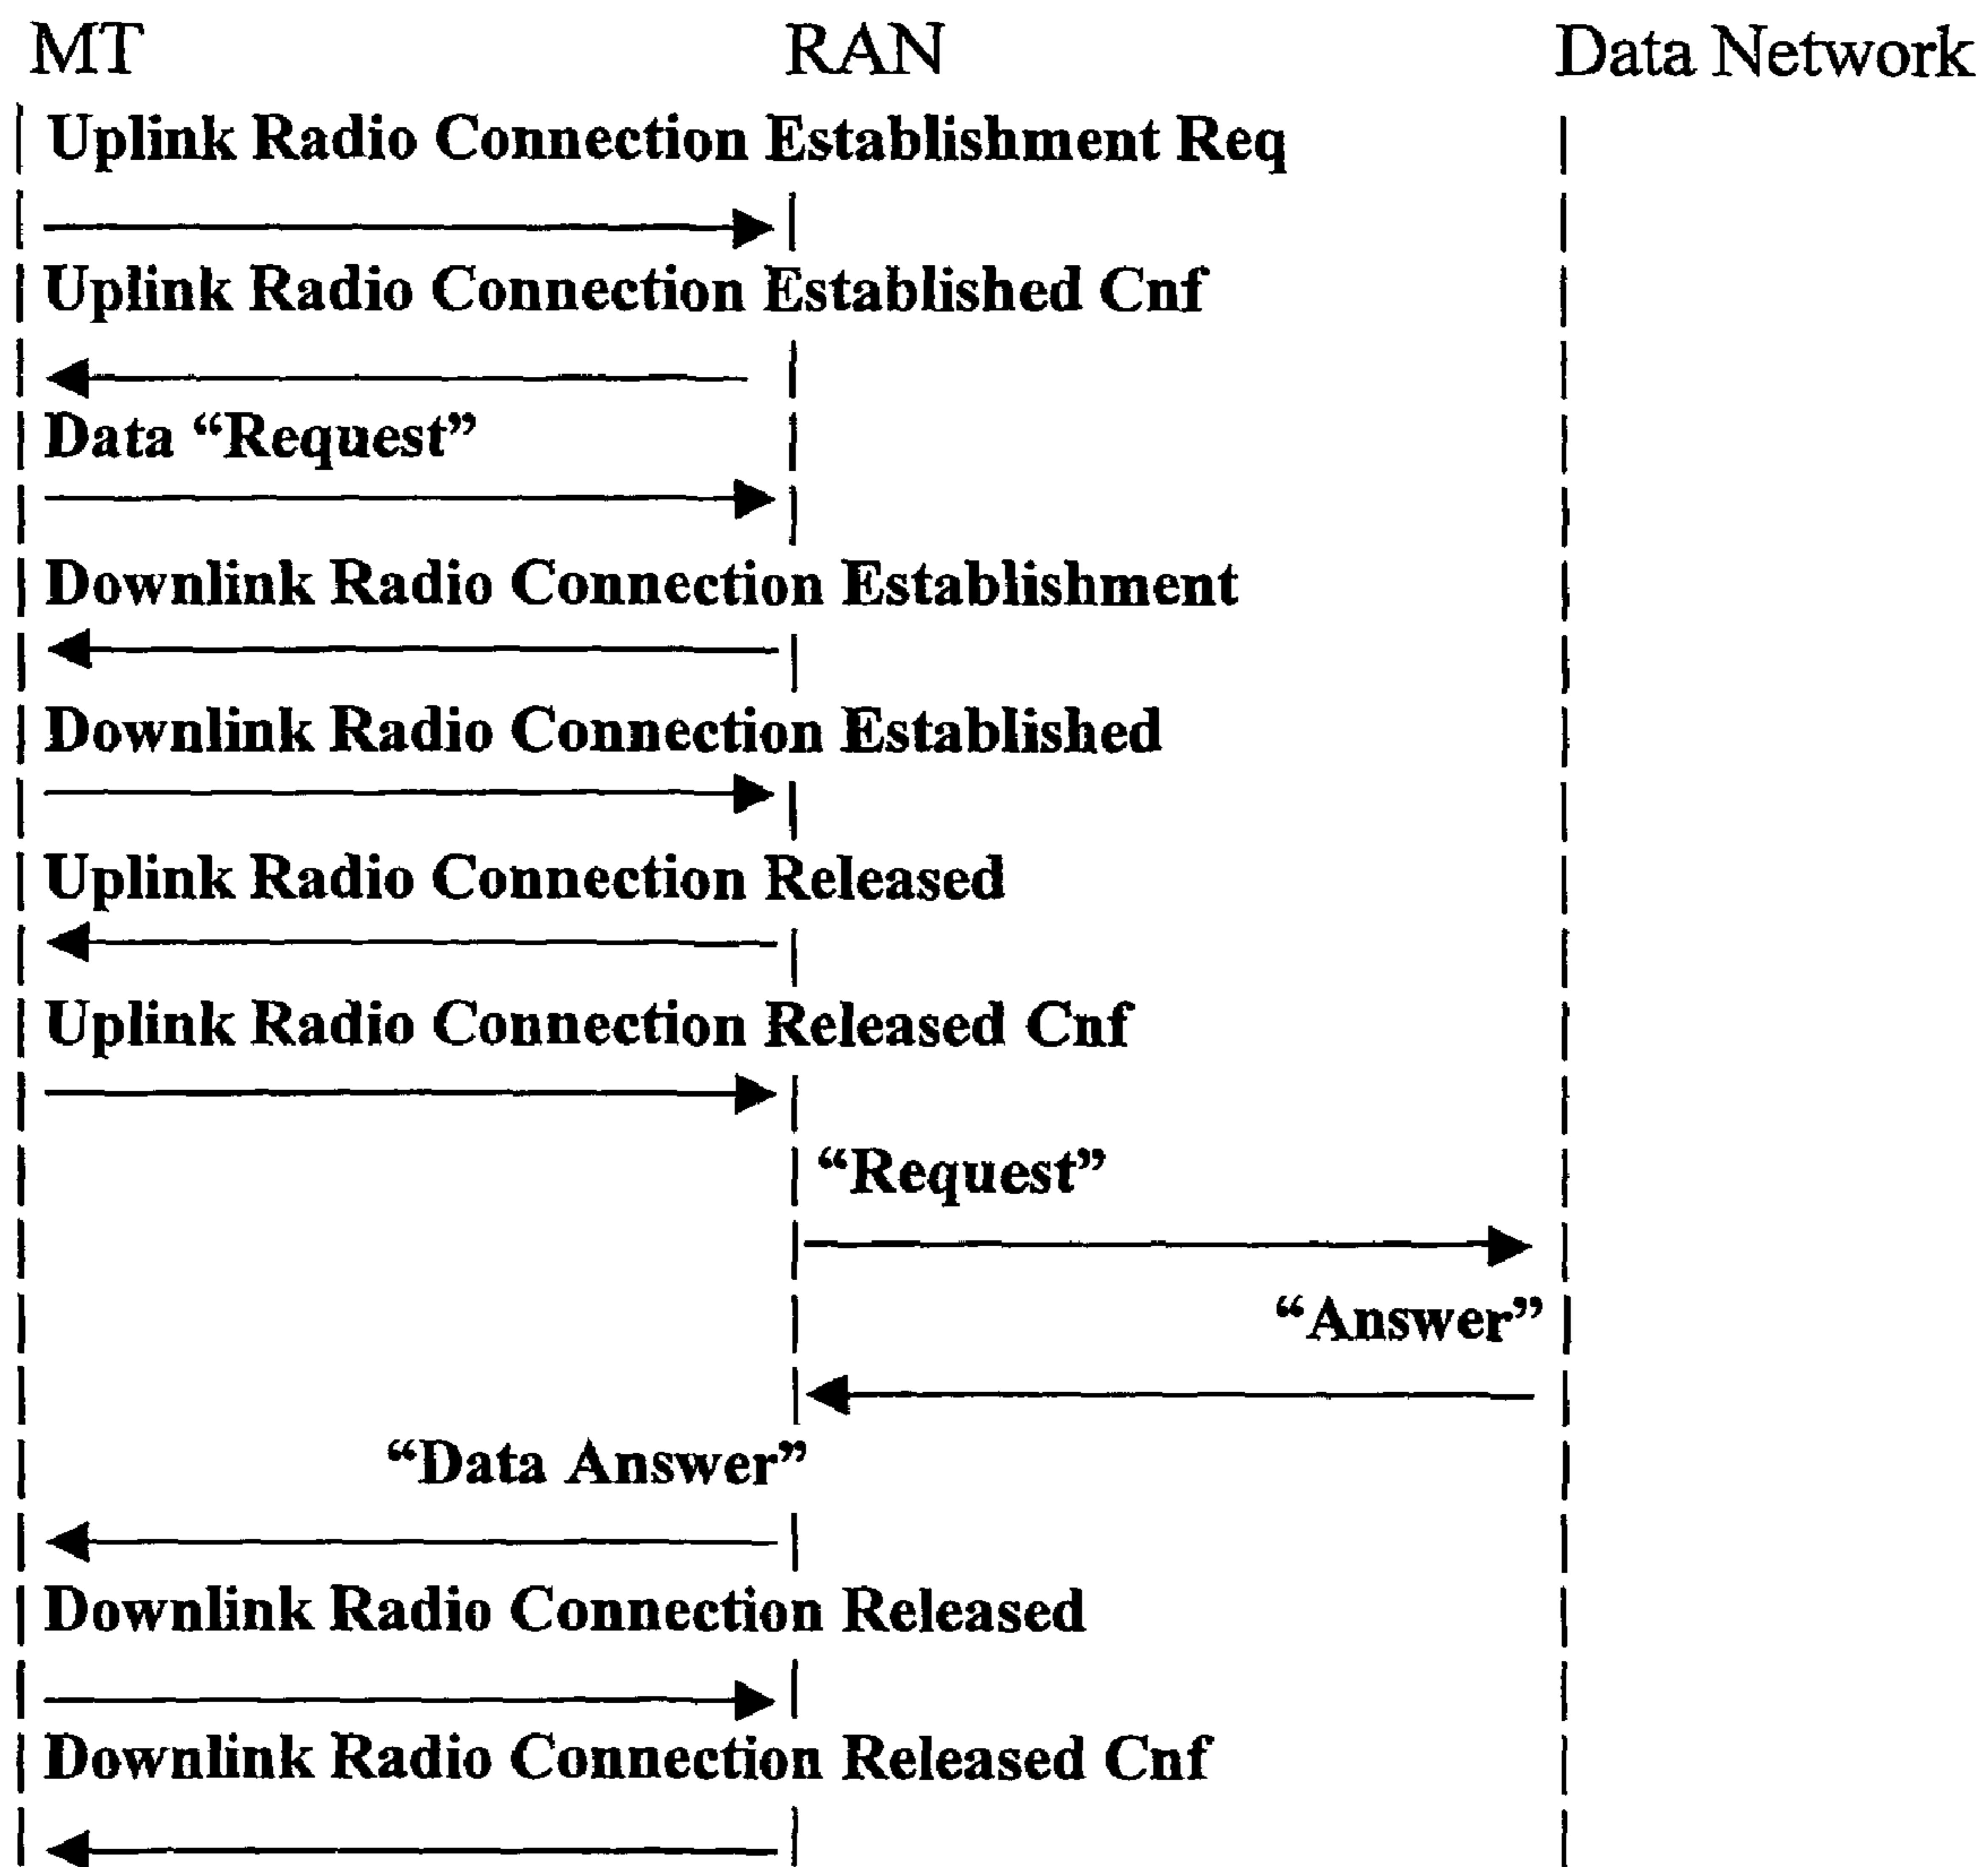 MT RAN Data Network
Uplink Radio Connection Establishment Req
Uplink Radio Connection Established Cnf
Data “Request”
Downlink Radio Connection Establishment
Downlink Radio Connection Established
Uplink Radio Connection Released
Uplink Radio Connection Released Cnf
“Request”
“Answer”
“Data Answer”
Downlink Radio Connection Released
Downlink Radio Connection Released Cnf